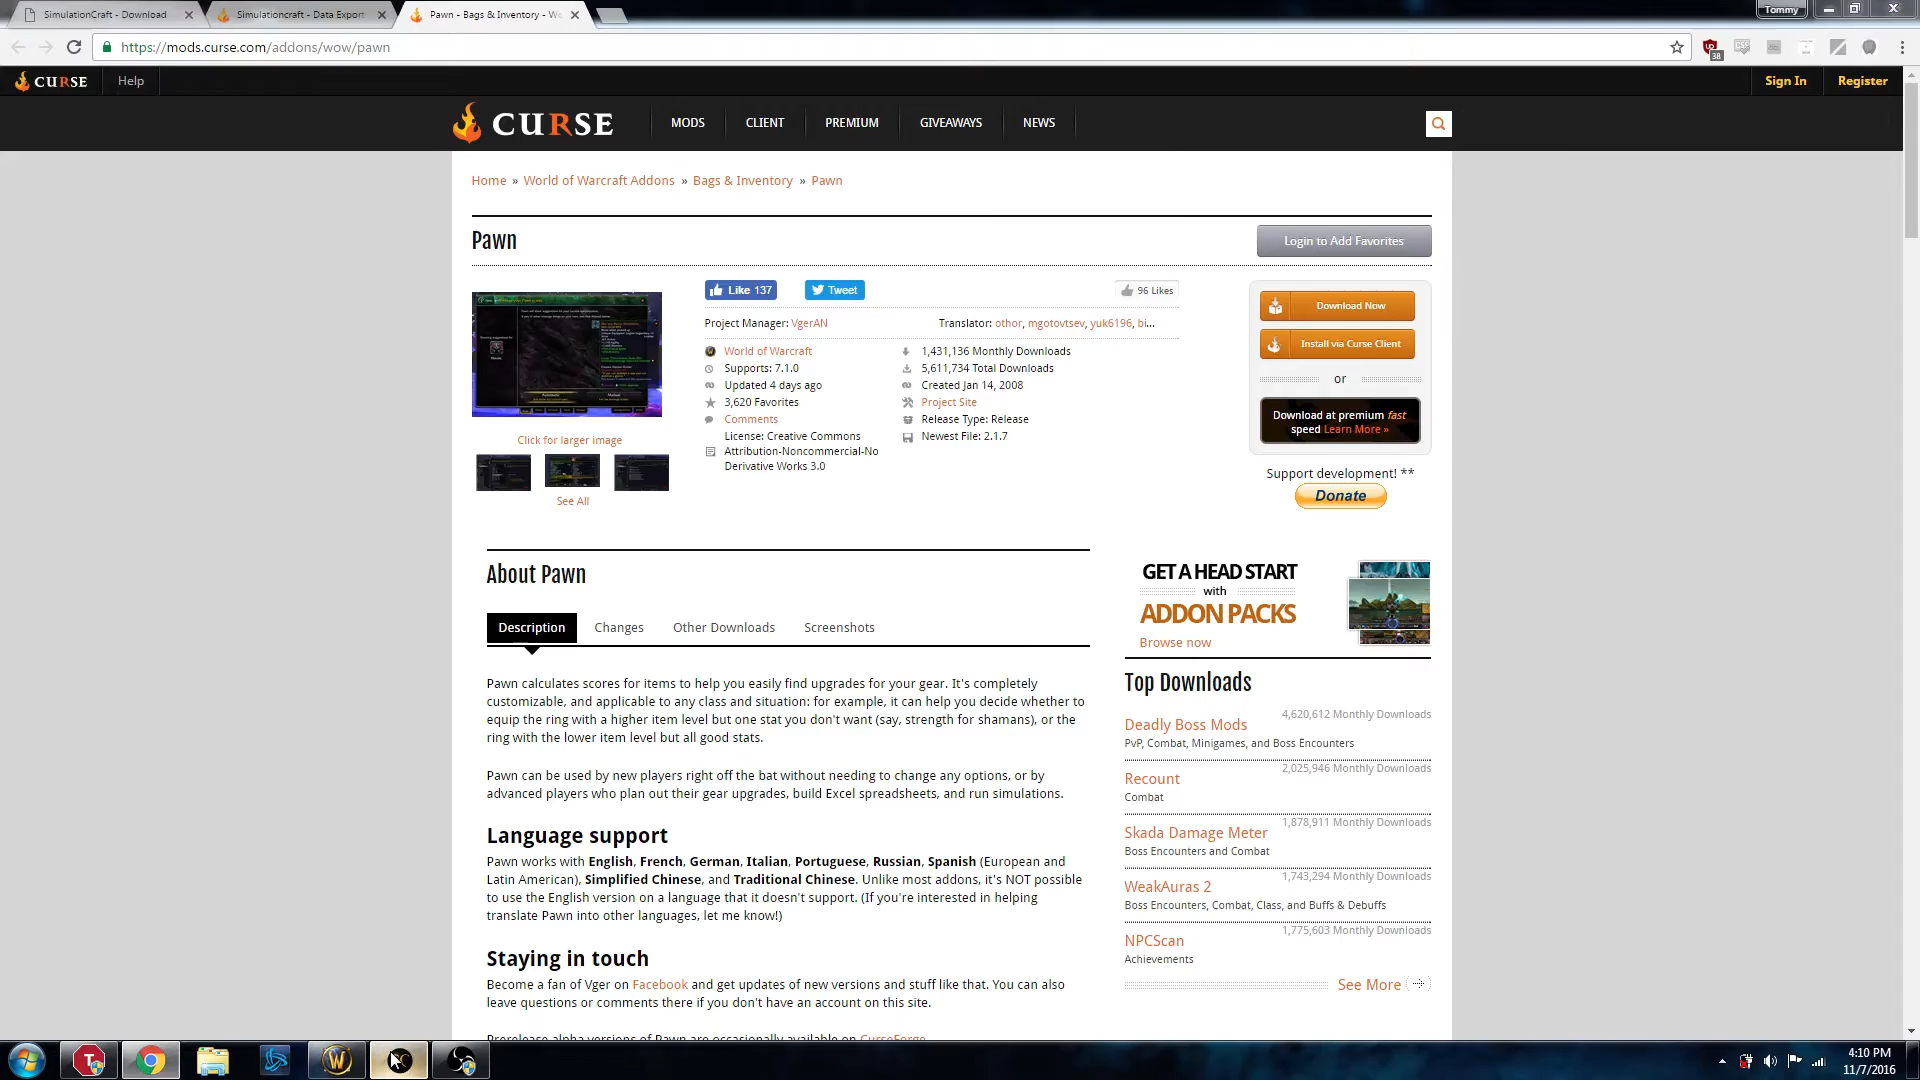 SimulationCraft - Download
Simulationcraft - Data Export
Pawn - Bags & Inventory - Wo
Tommy
https://mods.curse.com/addons/wow/pawn
38
CURSE
Help
Sign In
Register
CURSE
MODS
CLIENT
PREMIUM
GIVEAWAYS
NEWS
Home » World of Warcraft Addons » Bags & Inventory » Pawn
Pawn
Login to Add Favorites
Like 137
Tweet
96 Likes
Project Manager: VgerAN
Translator: othor, mgotovtsev, yuk6196, bi...
World of Warcraft
1,431,136 Monthly Downloads
Supports: 7.1.0
5,611,734 Total Downloads
Updated 4 days ago
Created Jan 14, 2008
3,620 Favorites
Project Site
Comments
Release Type: Release
License: Creative Commons
Attribution-Noncommercial-No
Derivative Works 3.0
Newest File: 2.1.7
Click for larger image
See All
Download Now
Install via Curse Client
or
Download at premium fast
speed Learn More »
Support development! **
Donate
About Pawn
Description
Changes
Other Downloads
Screenshots
Pawn calculates scores for items to help you easily find upgrades for your gear. It's completely
customizable, and applicable to any class and situation: for example, it can help you decide whether to
equip the ring with a higher item level but one stat you don't want (say, strength for shamans), or the
ring with the lower item level but all good stats.
Pawn can be used by new players right off the bat without needing to change any options, or by
advanced players who plan out their gear upgrades, build Excel spreadsheets, and run simulations.
Language support
Pawn works with English, French, German, Italian, Portuguese, Russian, Spanish (European and
Latin American), Simplified Chinese, and Traditional Chinese. Unlike most addons, it's NOT possible
to use the English version on a language that it doesn't support. (If you're interested in helping
translate Pawn into other languages, let me know!)
Staying in touch
Become a fan of Vger on Facebook and get updates of new versions and stuff like that. You can also
leave questions or comments there if you don't have an account on this site.
Prerelease alpha versions of Pawn are occasionally available on CurseForge
GET A HEAD START
with
ADDON PACKS
Browse now
Top Downloads
4,620,612 Monthly Downloads
Deadly Boss Mods
PvP, Combat, Minigames, and Boss Encounters
2,025,946 Monthly Downloads
Recount
Combat
1,878,911 Monthly Downloads
Skada Damage Meter
Boss Encounters and Combat
1,743,294 Monthly Downloads
WeakAuras 2
Boss Encounters, Combat, Class, and Buffs & Debuffs
1,775,603 Monthly Downloads
NPCScan
Achievements
See More
4:10 PM
11/7/2016